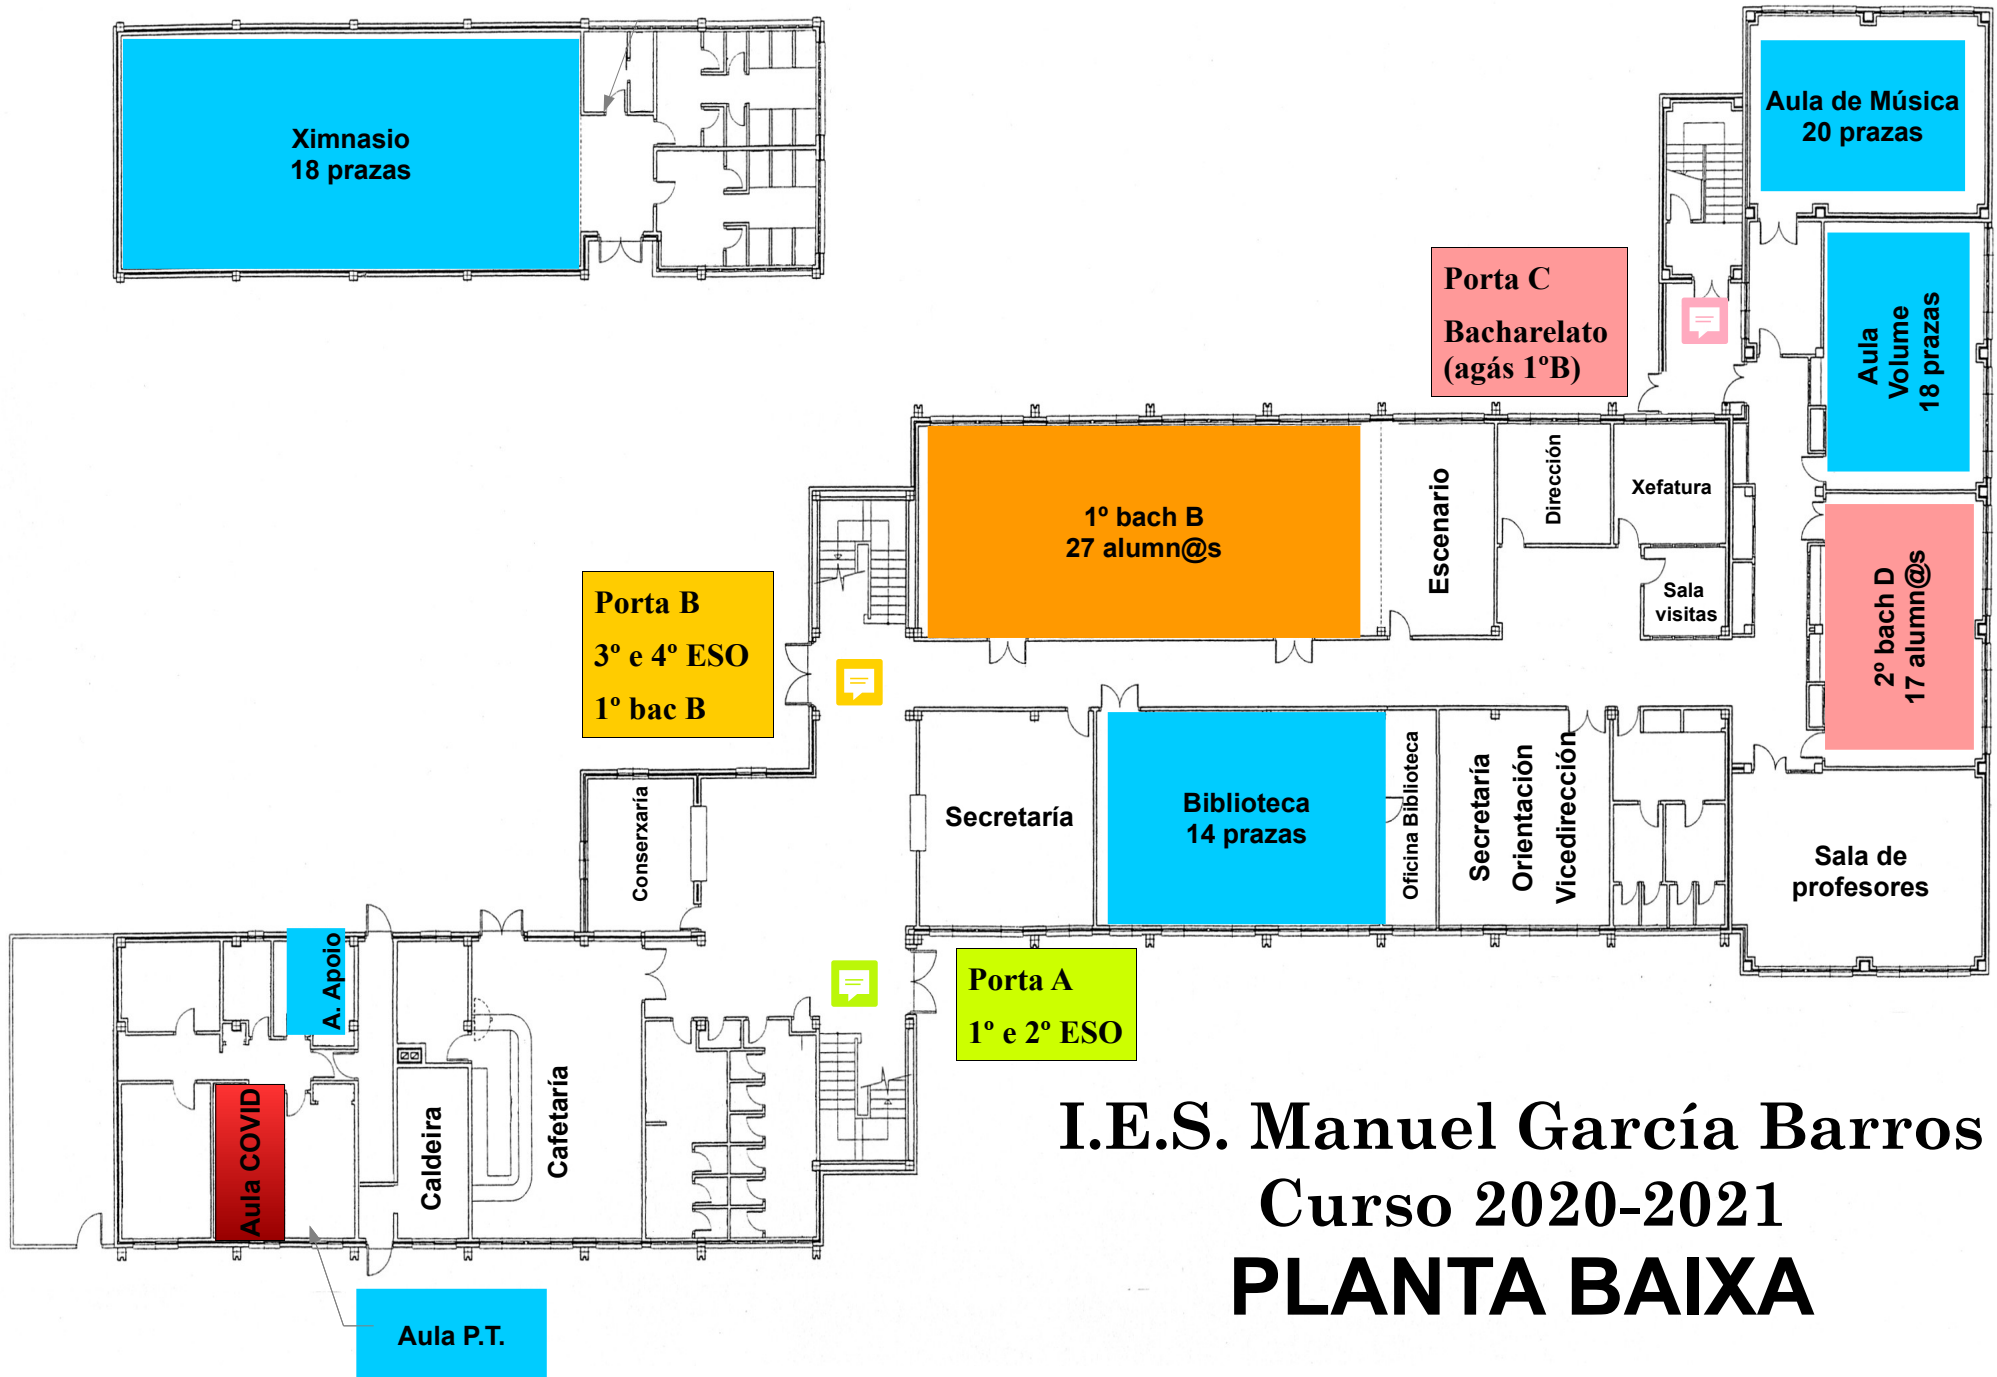 Ximnasio
18 prazas
Aula de Música
20 prazas
Porta C
Bacharelato
(agás 1ºB)
Aula
Volume
18 prazas
1º bach B
27 alumn@s
Escenario
Dirección
Xefatura
Sala
visitas
2º bach D
17 alumn@s
Porta B
3º e 4º ESO
1º bac B
Conserxaría
Secretaría
Biblioteca
14 prazas
Oficina Biblioteca
Secretaría
Orientación
Vicedirección
Sala de
profesores
A. Apoio
Porta A
1º e 2º ESO
Aula COVID
Caldeira
Cafetaría
Aula P.T.
I.E.S. Manuel García Barros
Curso 2020-2021
PLANTA BAIXA